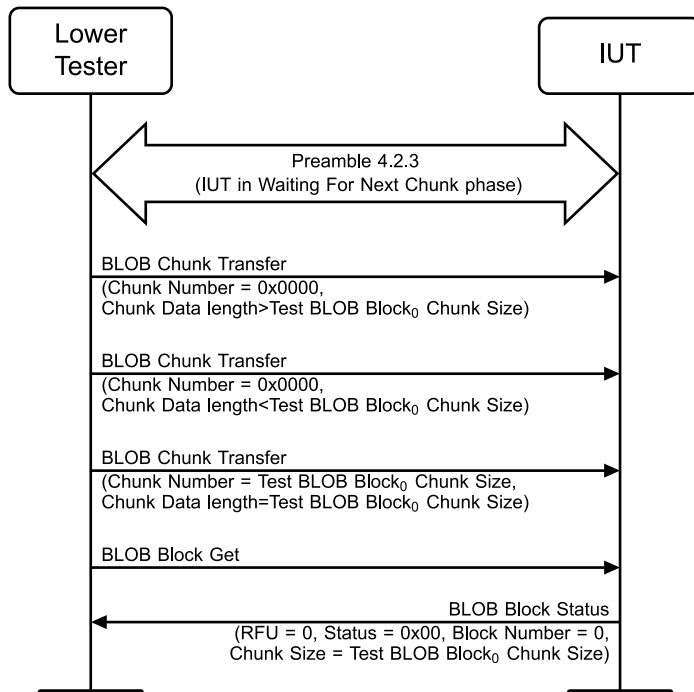 Lower
Tester
IUT
Preamble 4.2.3
(IUT in Waiting For Next Chunk phase)
BLOB Chunk Transfer
(Chunk Number = 0x0000,
Chunk Data length>Test BLOB Block₀ Chunk Size)
BLOB Chunk Transfer
(Chunk Number = 0x0000,
Chunk Data length<Test BLOB Block₀ Chunk Size)
BLOB Chunk Transfer
(Chunk Number = Test BLOB Block₀ Chunk Size,
Chunk Data length=Test BLOB Block₀ Chunk Size)
BLOB Block Get
BLOB Block Status
(RFU = 0, Status = 0x00, Block Number = 0,
Chunk Size = Test BLOB Block₀ Chunk Size)